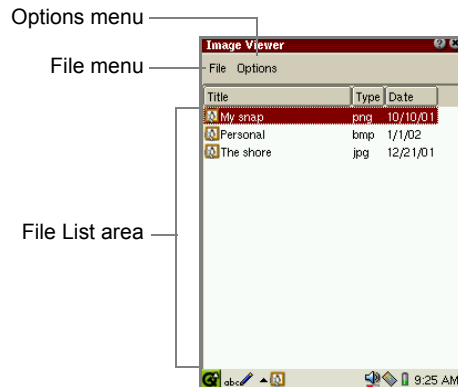 Options menu
Image Viewer
File menu
File Options
Title Type Date
My snap png 10/10/01
Personal bmp 1/1/02
The shore jpg 12/21/01
File List area
abc 9:25 AM